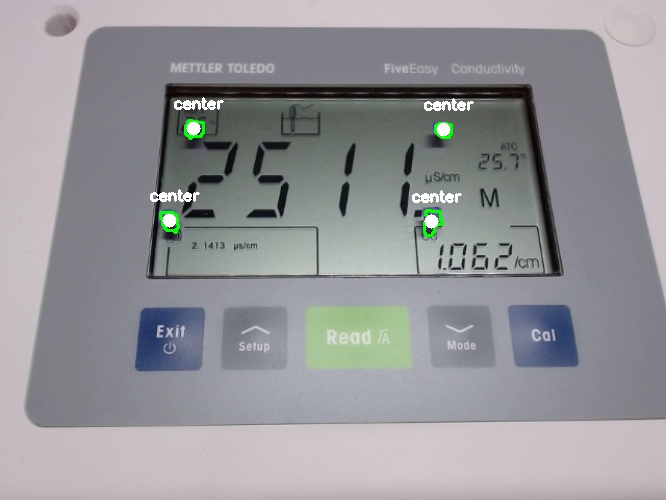 METTLER TOLEDO FiveEasy Conductivity
center center
2511
ATC
25.7°
µS/cm
M
center center
2. 1413 µs/cm
1.062/cm
Exit
Setup
Read /A
Mode
Cal